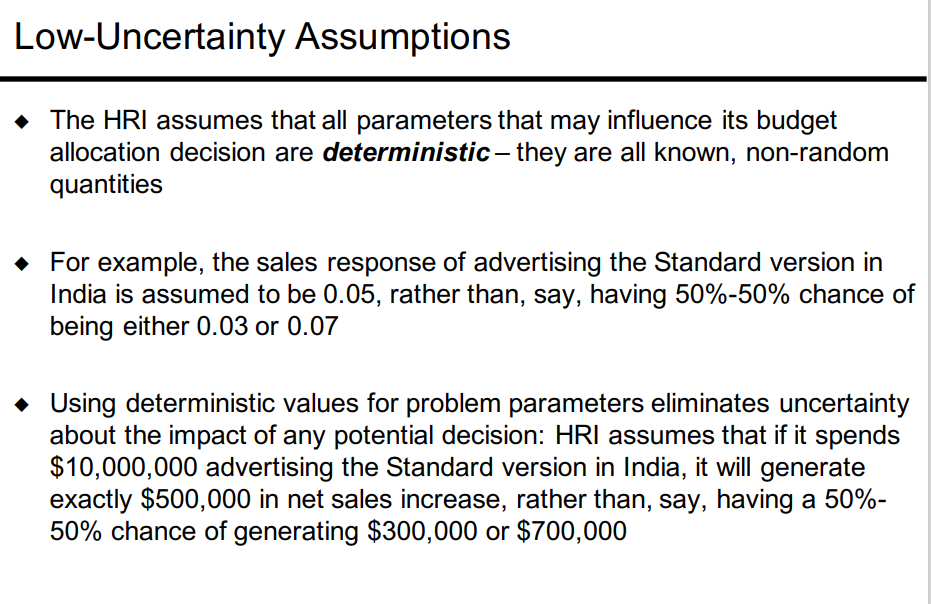 Low-Uncertainty Assumptions
◆ The HRI assumes that all parameters that may influence its budget
allocation decision are deterministic – they are all known, non-random
quantities
◆ For example, the sales response of advertising the Standard version in
India is assumed to be 0.05, rather than, say, having 50%-50% chance of
being either 0.03 or 0.07
◆ Using deterministic values for problem parameters eliminates uncertainty
about the impact of any potential decision: HRI assumes that if it spends
$10,000,000 advertising the Standard version in India, it will generate
exactly $500,000 in net sales increase, rather than, say, having a 50%-
50% chance of generating $300,000 or $700,000